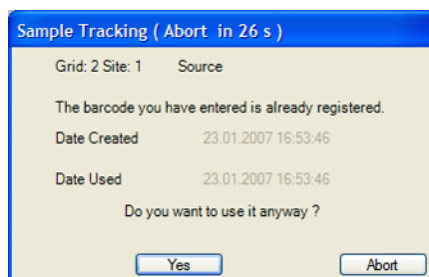 Sample Tracking ( Abort in 26 s )
Grid: 2 Site: 1 Source
The barcode you have entered is already registered.
Date Created 23.01.2007 16:53:46
Date Used 23.01.2007 16:53:46
Do you want to use it anyway ?
Yes Abort